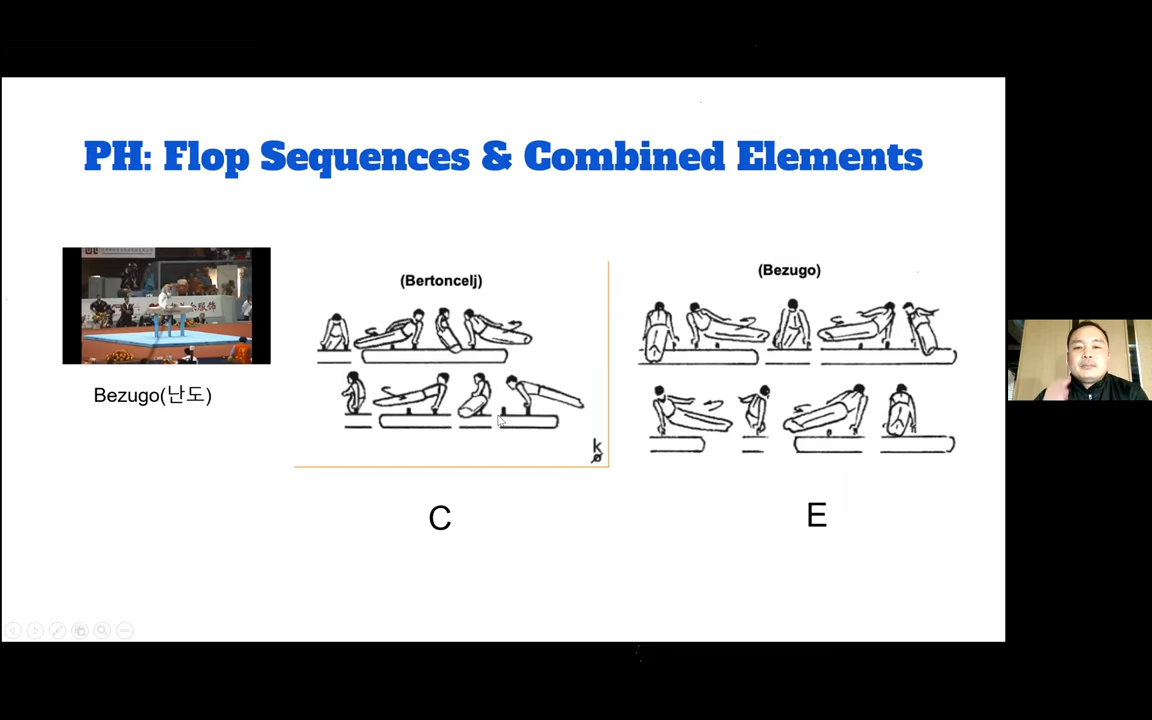 PH: Flop Sequences & Combined Elements
(Bertoncelj)
(Bezugo)
Bezugo(난도)
k
C
E